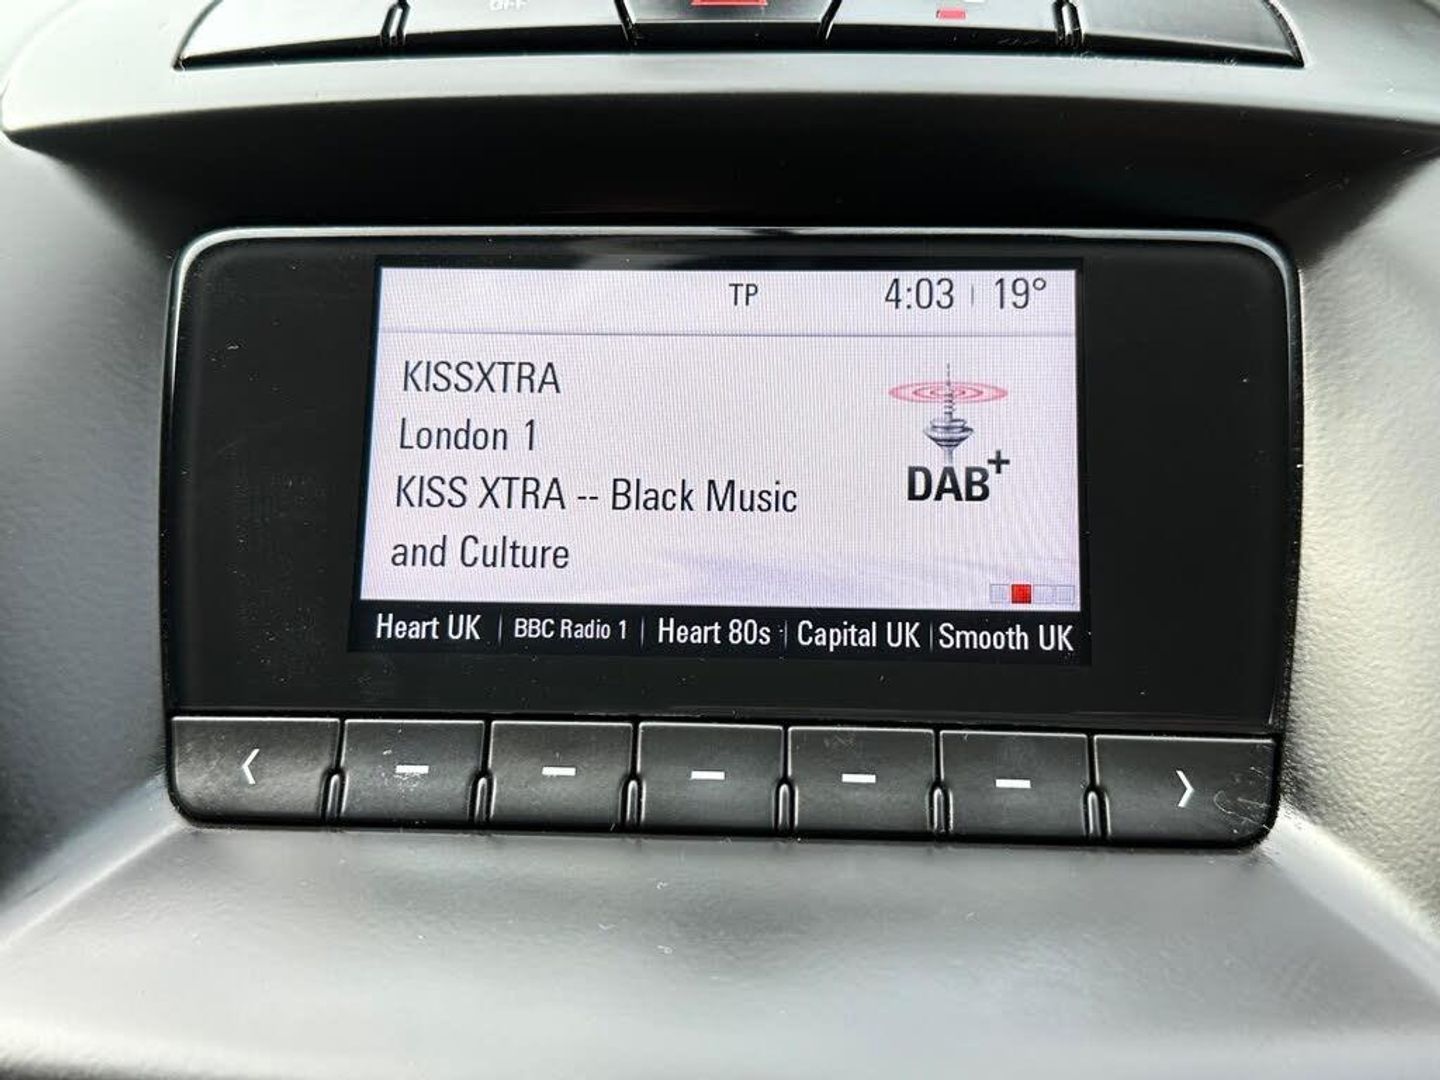 OFF
TP 4:03 19°
KISSXTRA
London 1
KISS XTRA -- Black Music
and Culture
DAB+
Heart UK | BBC Radio 1 | Heart 80s | Capital UK | Smooth UK